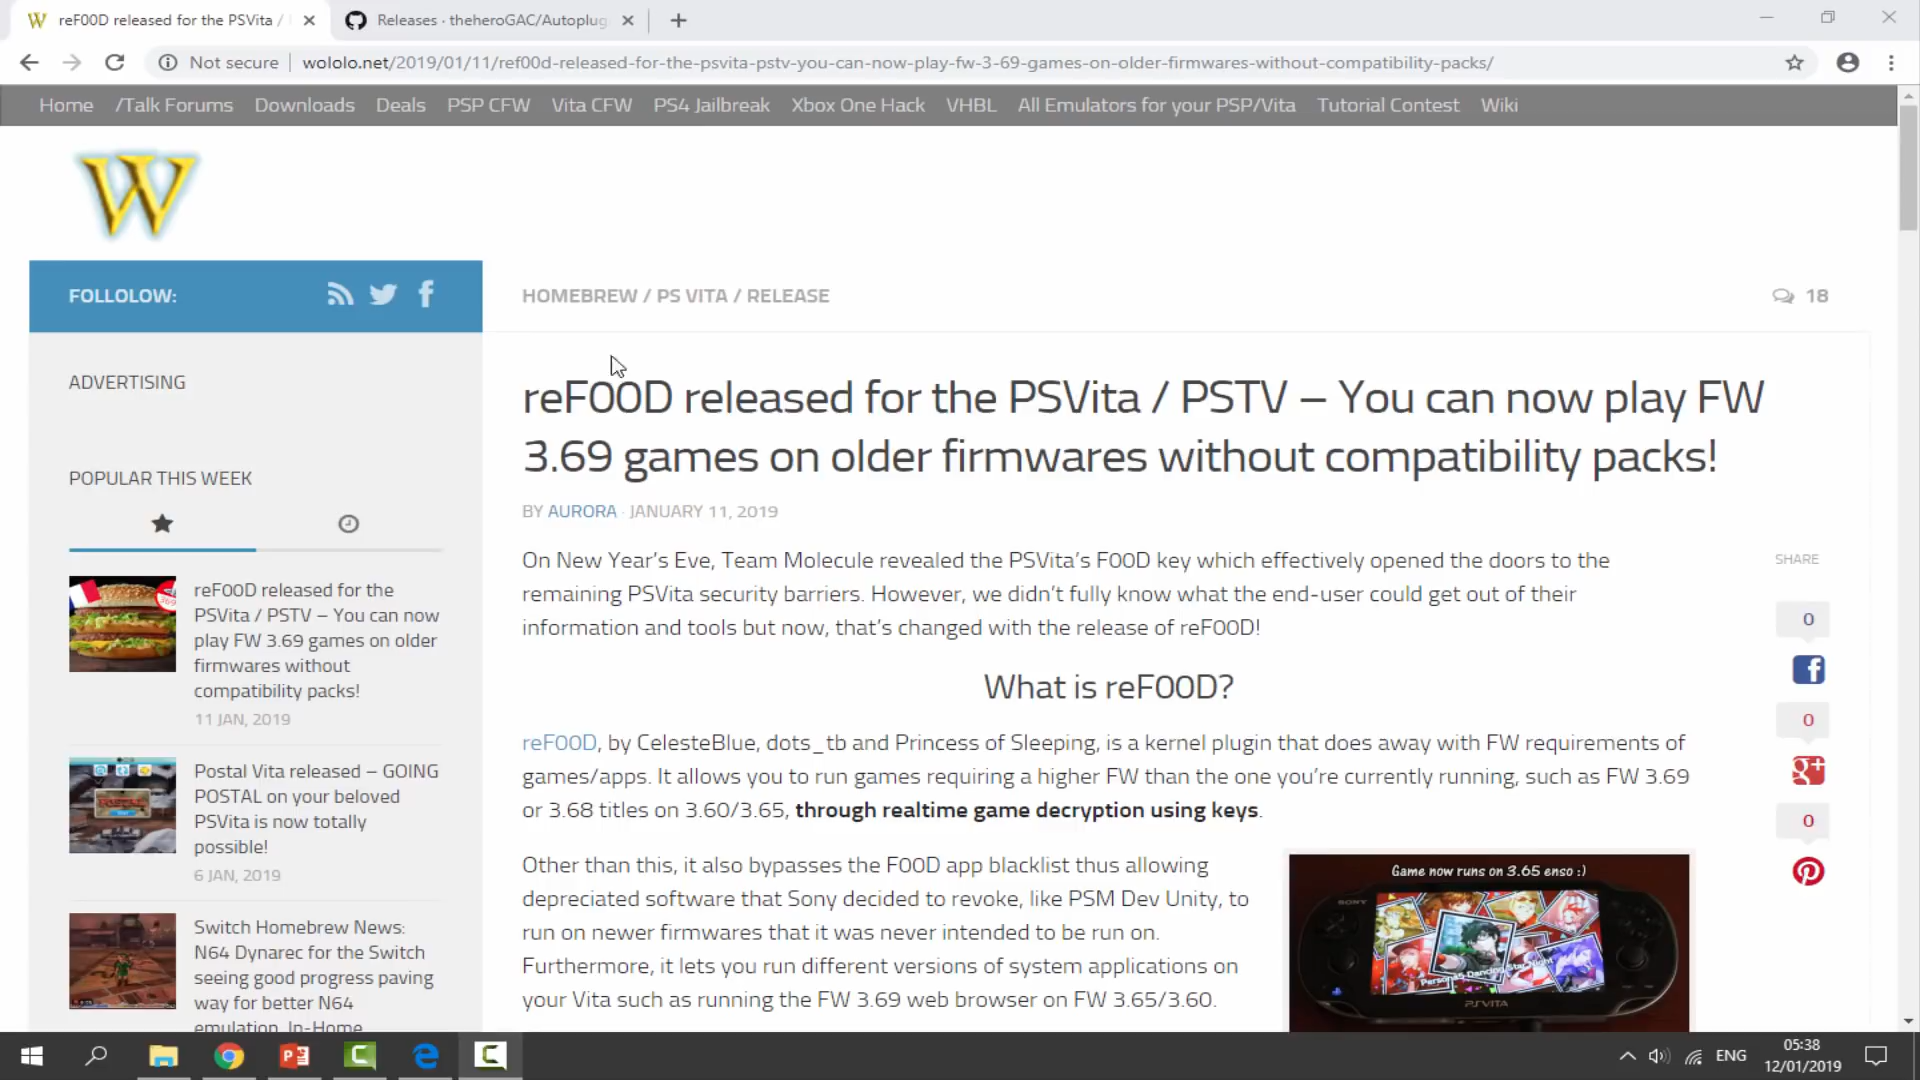 reF00D released for the PSVita /
Releases · theheroGAC/Autoplug
Not secure
wololo.net/2019/01/11/ref00d-released-for-the-psvita-pstv-you-can-now-play-fw-3-69-games-on-older-firmwares-without-compatibility-packs/
Home /Talk Forums Downloads Deals PSP CFW Vita CFW PS4 Jailbreak Xbox One Hack VHBL All Emulators for your PSP/Vita Tutorial Contest Wiki
W
FOLLOLOW:
ADVERTISING
POPULAR THIS WEEK
reF00D released for the
PSVita / PSTV – You can now
play FW 3.69 games on older
firmwares without
compatibility packs!
11 JAN, 2019
Postal Vita released – GOING
POSTAL on your beloved
PSVita is now totally
possible!
6 JAN, 2019
Switch Homebrew News:
N64 Dynarec for the Switch
seeing good progress paving
way for better N64
emulation, In-Home
HOMEBREW / PS VITA / RELEASE
18
reF00D released for the PSVita / PSTV – You can now play FW
3.69 games on older firmwares without compatibility packs!
BY AURORA · JANUARY 11, 2019
On New Year's Eve, Team Molecule revealed the PSVita's F00D key which effectively opened the doors to the
remaining PSVita security barriers. However, we didn't fully know what the end-user could get out of their
information and tools but now, that's changed with the release of reF00D!
What is reF00D?
reF00D, by CelesteBlue, dots_tb and Princess of Sleeping, is a kernel plugin that does away with FW requirements of
games/apps. It allows you to run games requiring a higher FW than the one you're currently running, such as FW 3.69
or 3.68 titles on 3.60/3.65, through realtime game decryption using keys.
Other than this, it also bypasses the F00D app blacklist thus allowing
depreciated software that Sony decided to revoke, like PSM Dev Unity, to
run on newer firmwares that it was never intended to be run on.
Furthermore, it lets you run different versions of system applications on
your Vita such as running the FW 3.69 web browser on FW 3.65/3.60.
Game now runs on 3.65 enso :)
SONY
PSVITA
SHARE
0
0
0
ENG
05:38
12/01/2019